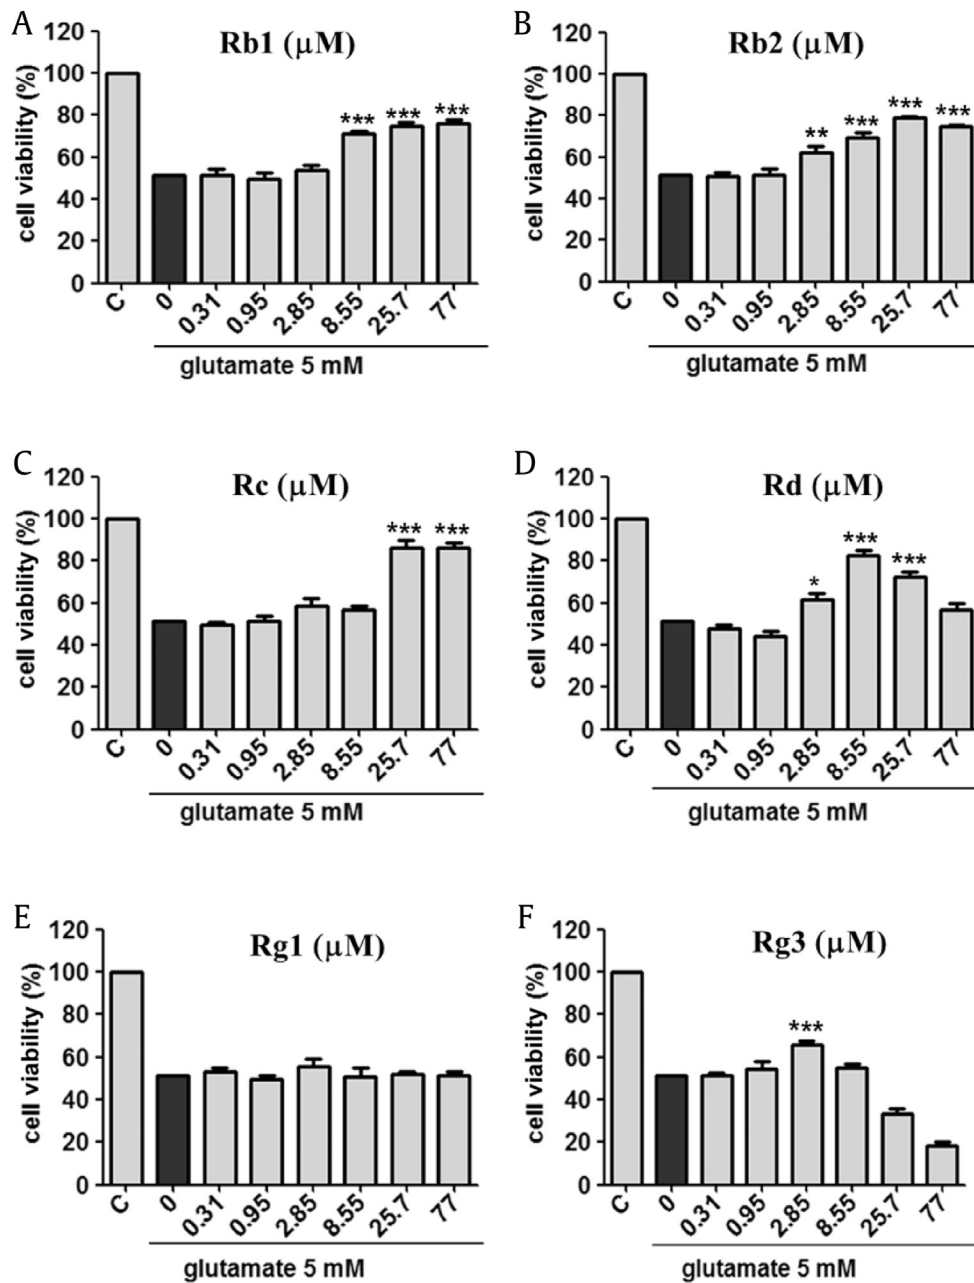 A
Rb1 (μM)
cell viability (%)
120
100
80
60
40
20
0
*** *** ***
C 0 0.31 0.95 2.85 8.55 25.7 77
glutamate 5 mM
B
Rb2 (μM)
cell viability (%)
120
100
80
60
40
20
0
** *** *** ***
C 0 0.31 0.95 2.85 8.55 25.7 77
glutamate 5 mM
C
Rc (μM)
cell viability (%)
120
100
80
60
40
20
0
*** ***
C 0 0.31 0.95 2.85 8.55 25.7 77
glutamate 5 mM
D
Rd (μM)
cell viability (%)
120
100
80
60
40
20
0
* *** ***
C 0 0.31 0.95 2.85 8.55 25.7 77
glutamate 5 mM
E
Rg1 (μM)
cell viability (%)
120
100
80
60
40
20
0
C 0 0.31 0.95 2.85 8.55 25.7 77
glutamate 5 mM
F
Rg3 (μM)
cell viability (%)
120
100
80
60
40
20
0
***
C 0 0.31 0.95 2.85 8.55 25.7 77
glutamate 5 mM